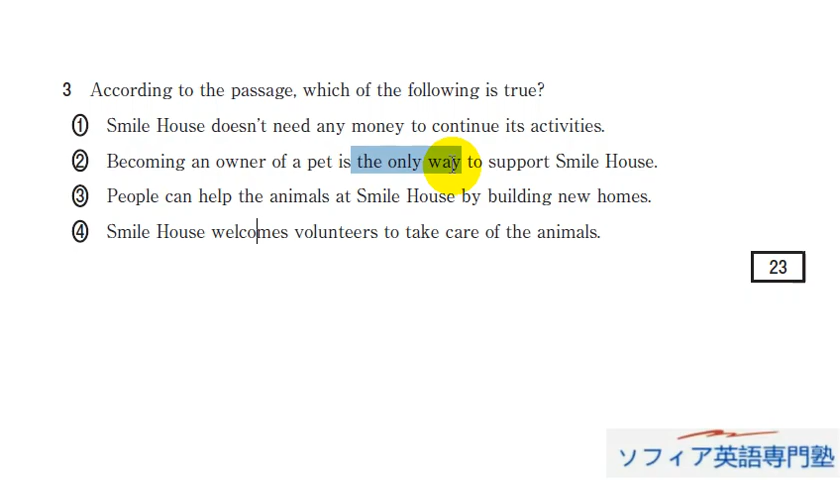 3 According to the passage, which of the following is true?
① Smile House doesn't need any money to continue its activities.
② Becoming an owner of a pet is the only way to support Smile House.
③ People can help the animals at Smile House by building new homes.
④ Smile House welcomes volunteers to take care of the animals.
23
ソフィア英語専門塾